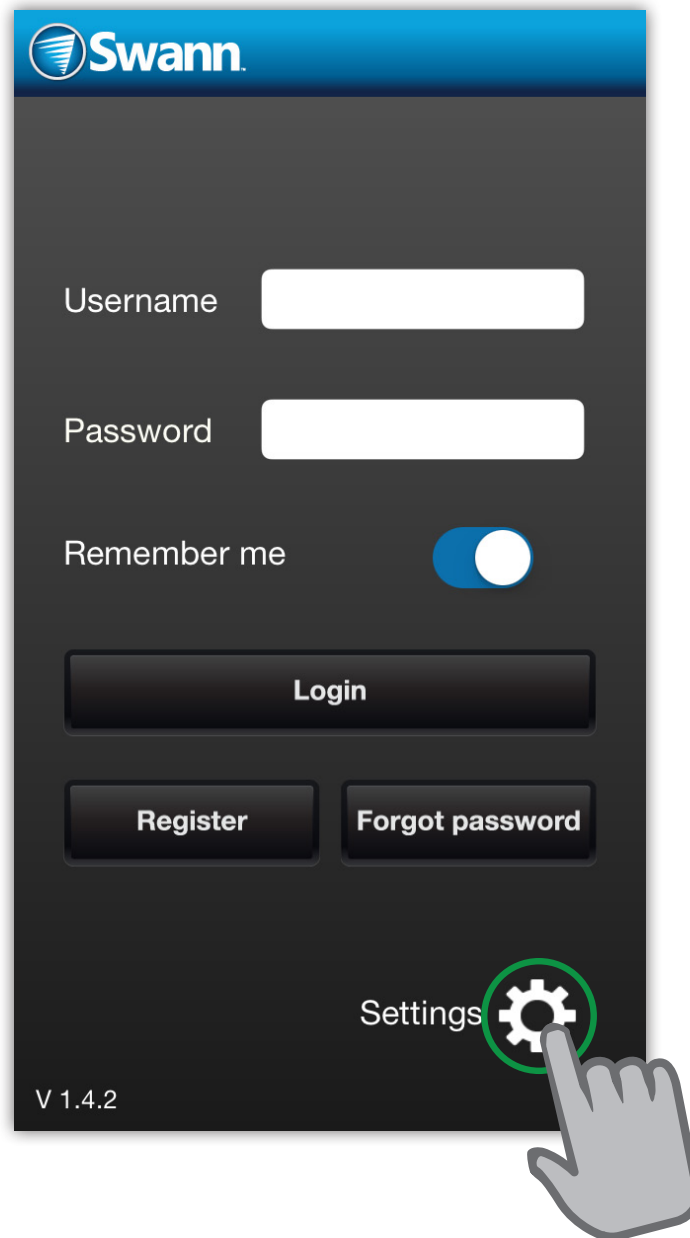 Swann
Username
Password
Remember me
Login
Register
Forgot password
Settings
V 1.4.2